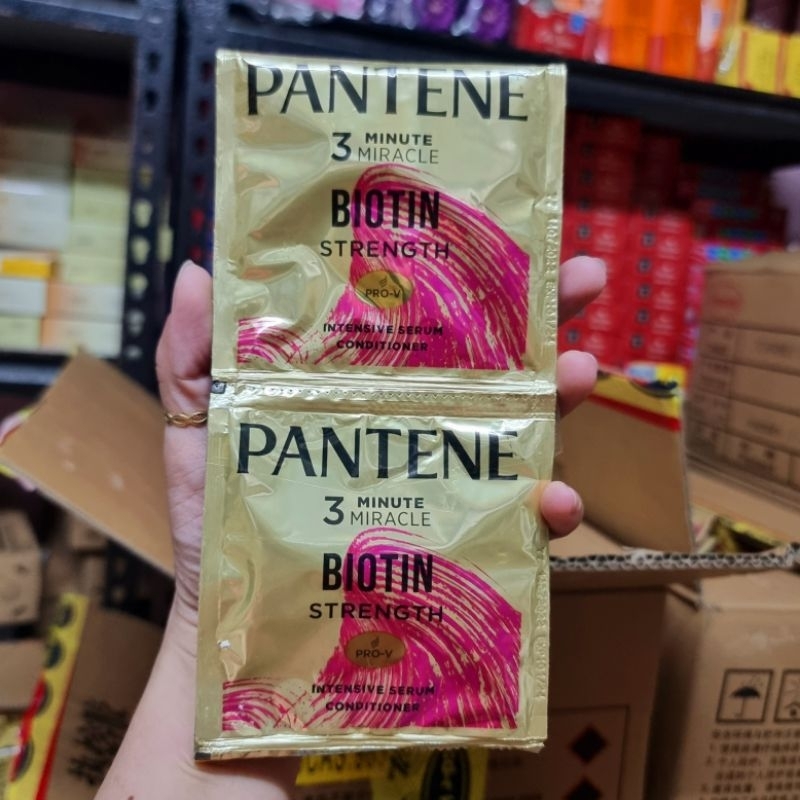 PANTENE
3 MINUTE
MIRACLE
BIOTIN
STRENGTH
PRO-V
INTENSIVE SERUM
CONDITIONER
PANTENE
3 MINUTE
MIRACLE
BIOTIN
STRENGTH
PRO-V
INTENSIVE SERUM
CONDITIONER